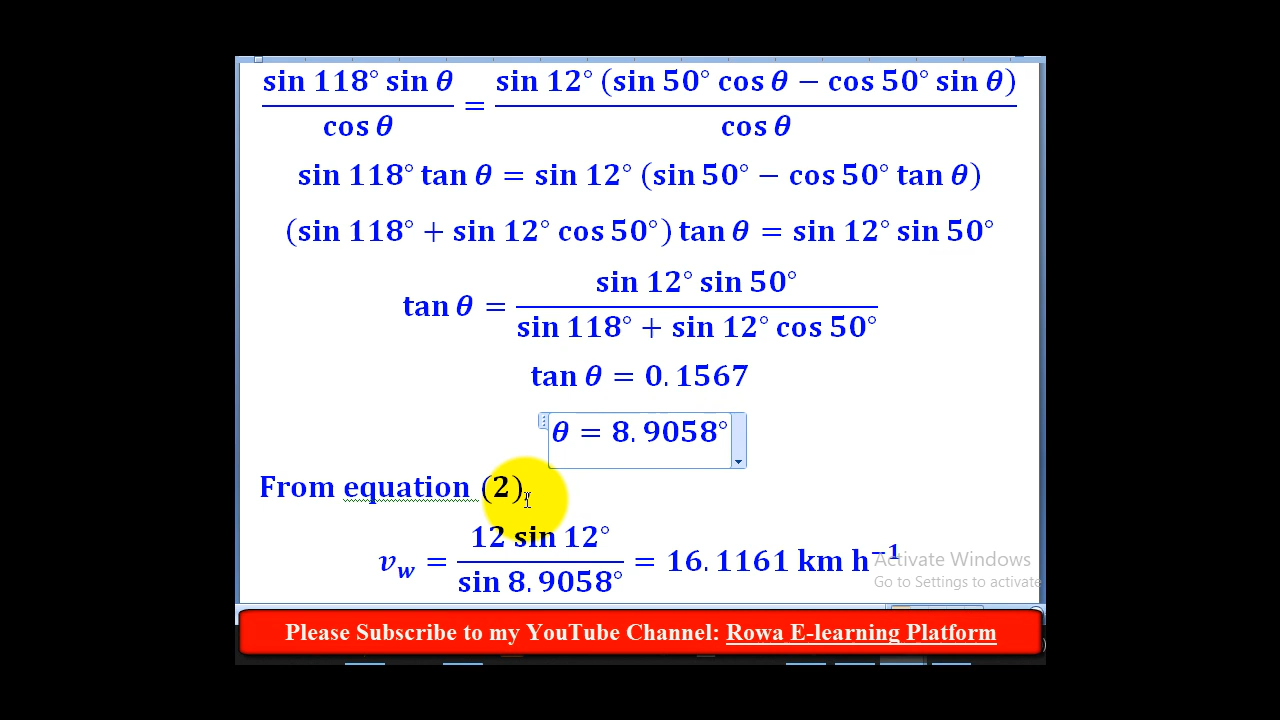 sin 118° sin θ / cos θ = sin 12° (sin 50° cos θ − cos 50° sin θ) / cos θ
sin 118° tan θ = sin 12° (sin 50° − cos 50° tan θ)
(sin 118° + sin 12° cos 50°) tan θ = sin 12° sin 50°
tan θ = sin 12° sin 50° / sin 118° + sin 12° cos 50°
tan θ = 0.1567
θ = 8.9058°
From equation (2),
v_w = 12 sin 12° / sin 8.9058° = 16.1161 km h⁻¹
Activate Windows
Go to Settings to activate
Please Subscribe to my YouTube Channel: Rowa E-learning Platform